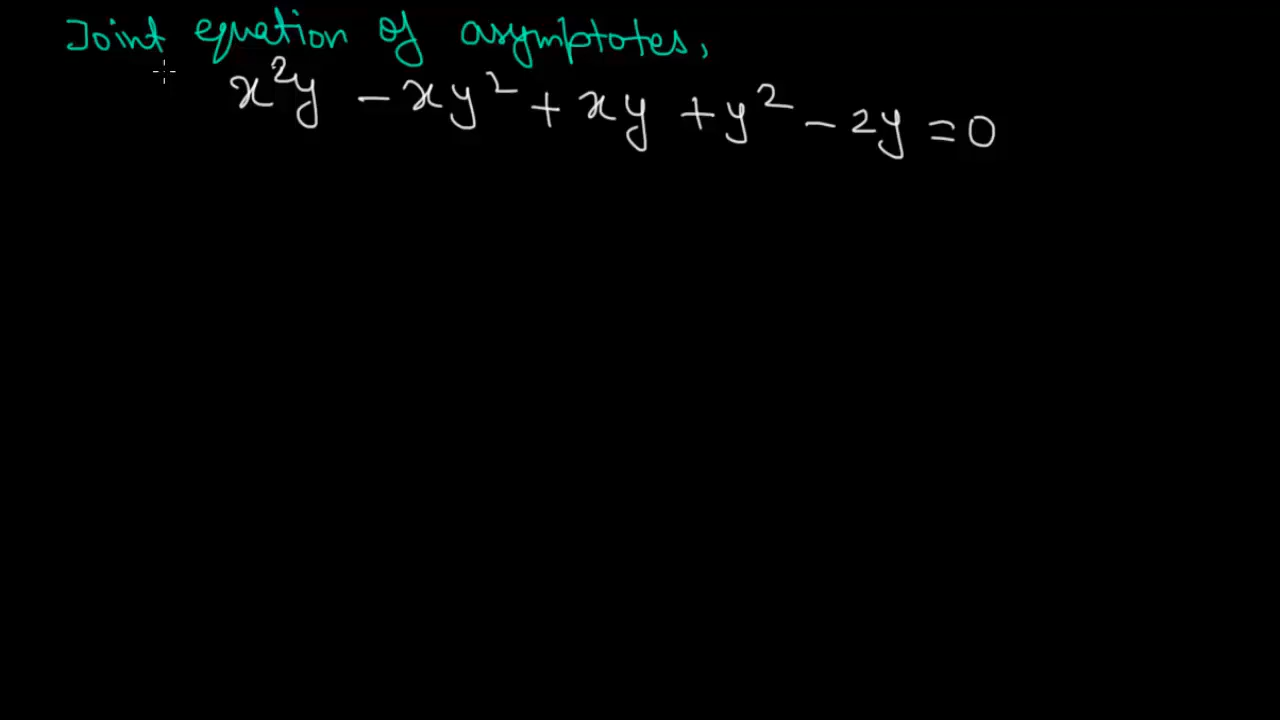 Joint equation of asymptotes,
x²y - xy² + xy + y² - 2y = 0